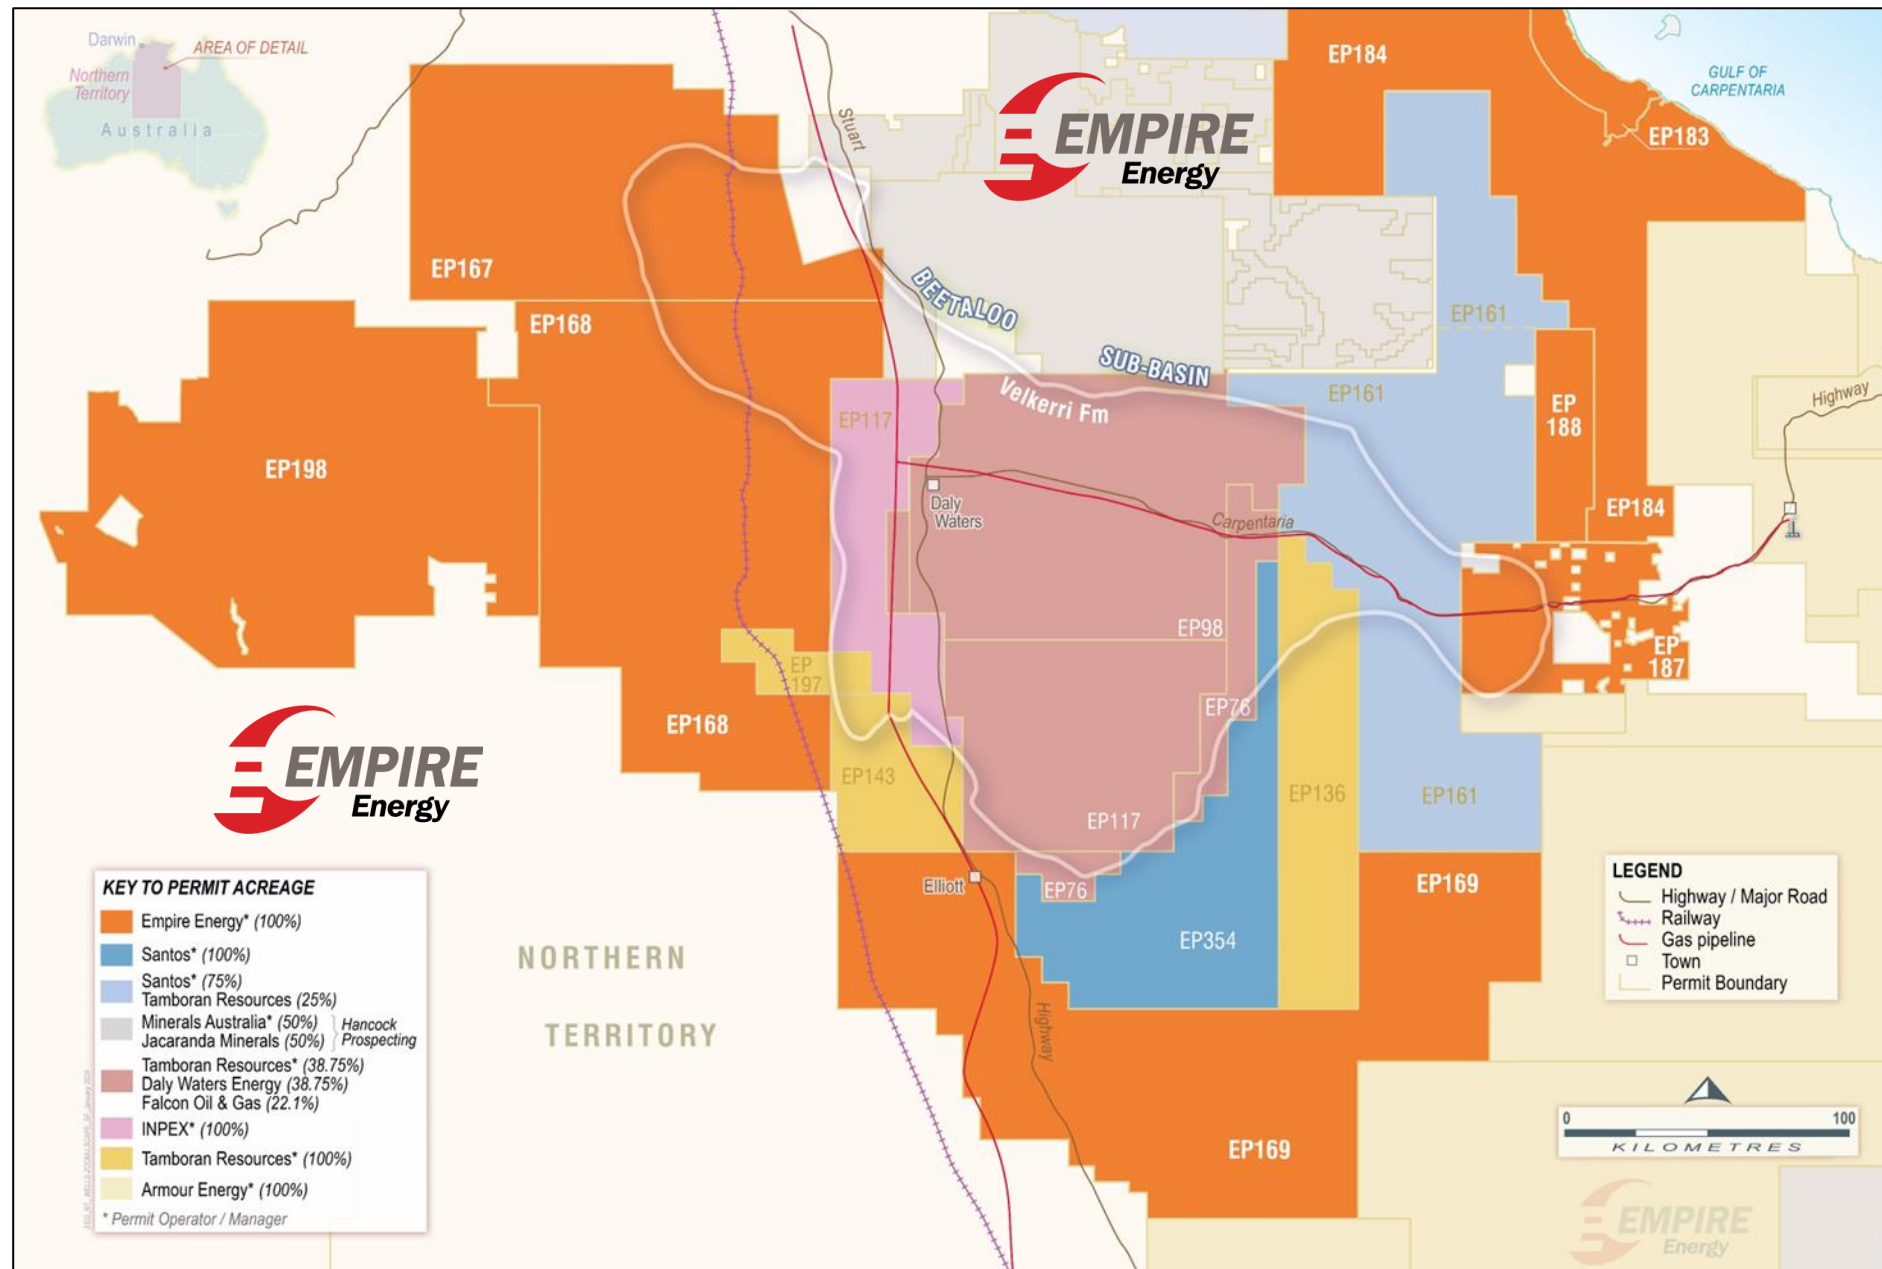 Darwin
AREA OF DETAIL
Northern
Territory
Australia
EP184
GULF OF
CARPENTARIA
Stuart
EMPIRE
Energy
EP183
EP167
BEETALOO
EP168
EP161
SUB-BASIN
Velkerri Fm
EP161
EP117
EP
188
Highway
EP198
Daly
Waters
Carpentaria
EP184
EP98
EP
197
EP
187
EP168
EP76
EMPIRE
Energy
EP143
EP136
EP161
EP117
Elliott
EP76
EP169
EP354
NORTHERN
TERRITORY
Highway
EP169
KEY TO PERMIT ACREAGE
Empire Energy* (100%)
Santos* (100%)
Santos* (75%)
Tamboran Resources (25%)
Minerals Australia* (50%)
Jacaranda Minerals (50%)
Hancock
Prospecting
Tamboran Resources* (38.75%)
Daly Waters Energy (38.75%)
Falcon Oil & Gas (22.1%)
INPEX* (100%)
Tamboran Resources* (100%)
Armour Energy* (100%)
* Permit Operator / Manager
LEGEND
Highway / Major Road
Railway
Gas pipeline
Town
Permit Boundary
0 100
KILOMETRES
EMPIRE
Energy